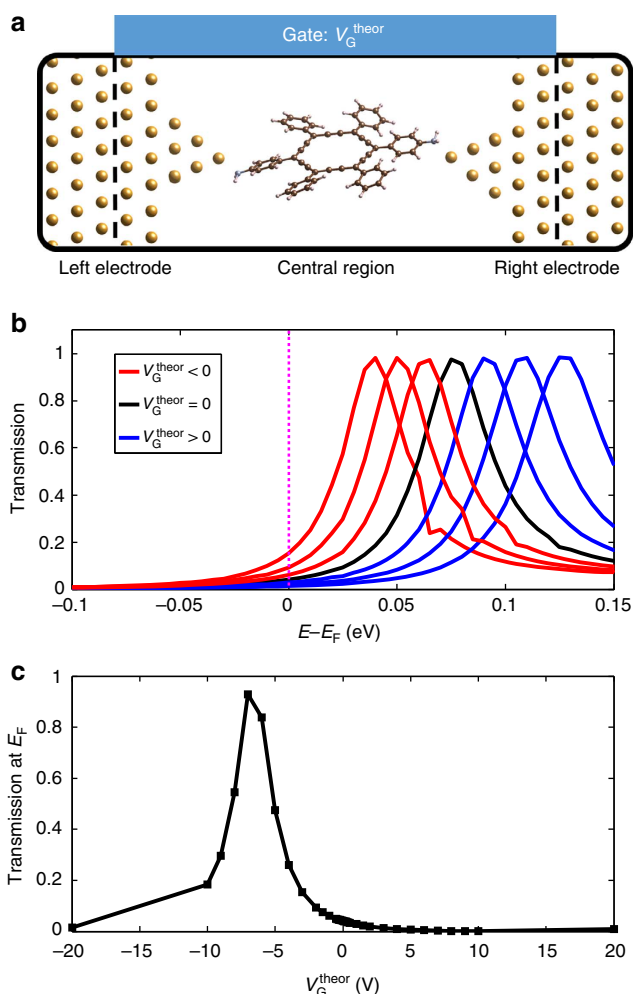 a
Gate: V_G^theor
Left electrode
Central region
Right electrode
b
Transmission
1
0.8
0.6
0.4
0.2
0
V_G^theor < 0
V_G^theor = 0
V_G^theor > 0
–0.1
–0.05
0
0.05
0.1
0.15
E–E_F (eV)
c
Transmission at E_F
1
0.8
0.6
0.4
0.2
0
–20
–15
–10
–5
0
5
10
15
20
V_G^theor (V)